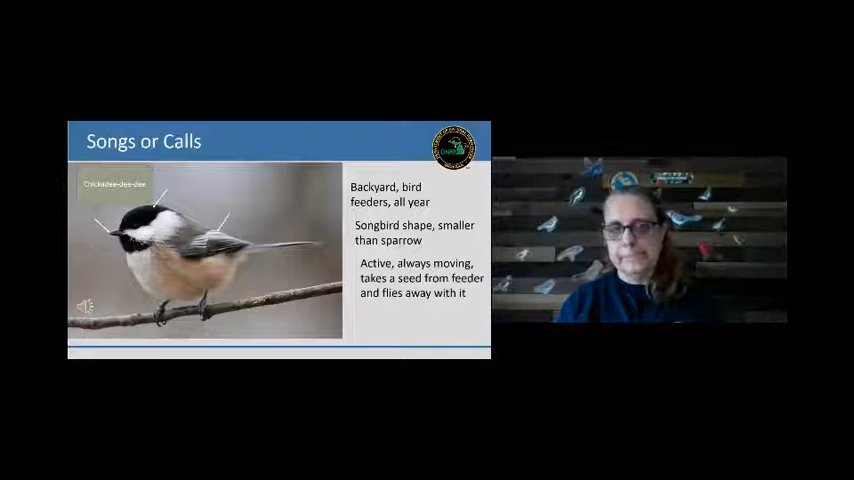 Songs or Calls
Chickadee-dee-dee
Backyard, bird
feeders, all year
Songbird shape, smaller
than sparrow
Active, always moving,
takes a seed from feeder
and flies away with it
DNR